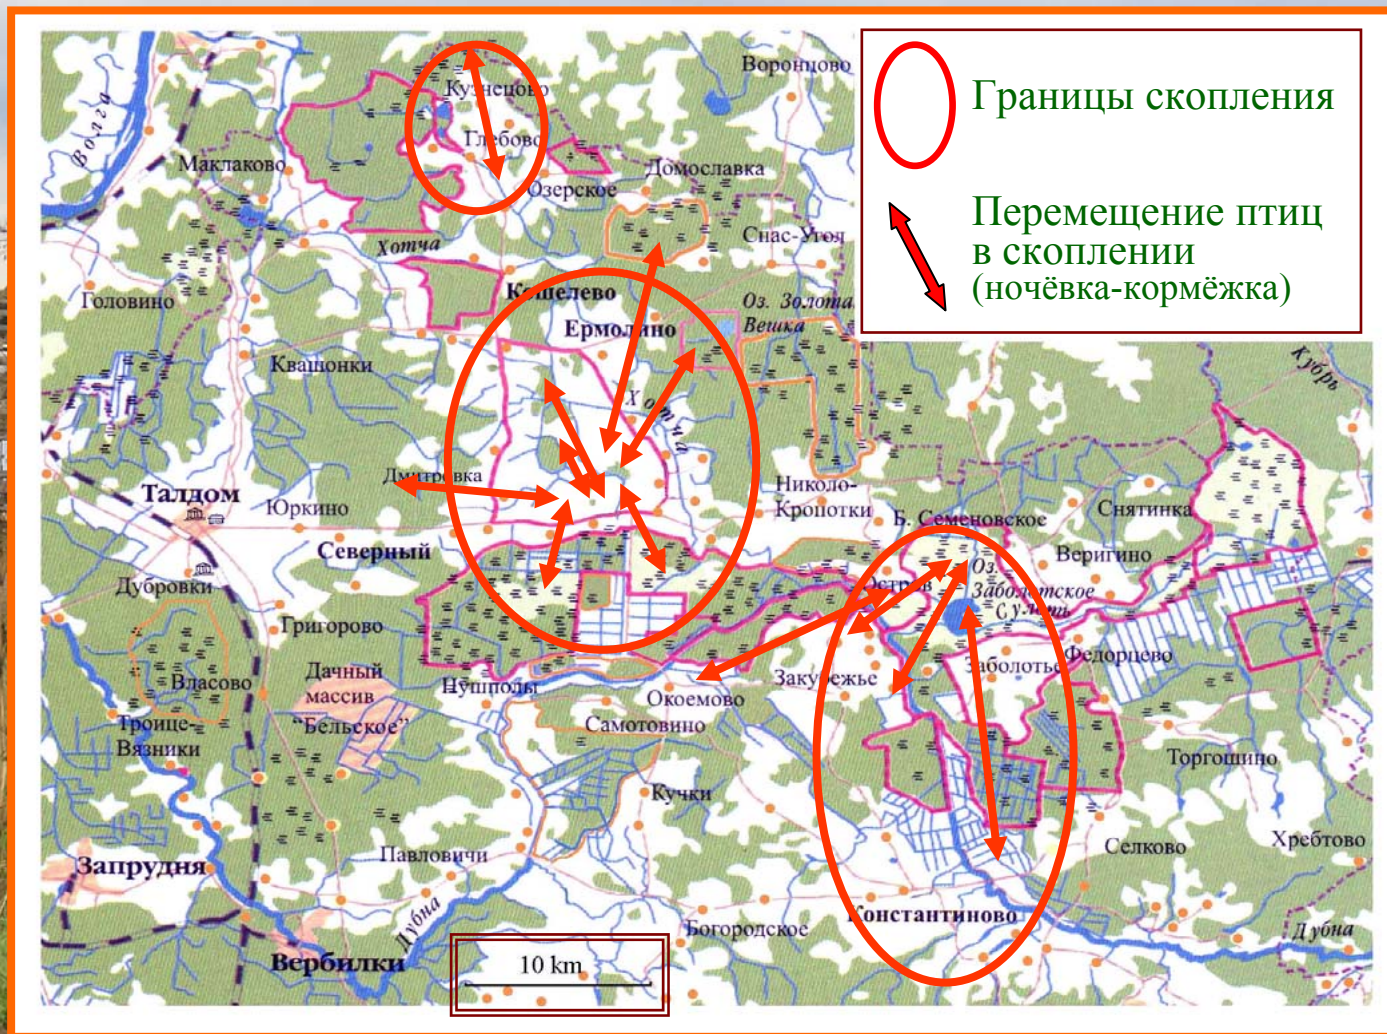 Волга
Кузнецово
Воронцово
Глебово
Маклаково
Озерское
Домославка
Хотча
Спас-Угол
Головино
Кошелево
Оз. Золотая
Вешка
Ермолино
Квашонки
Хотча
Кубрь
Дмитровка
Талдом
Юркино
Николо-
Кропотки
Снятинка
Северный
Б. Семеновское
Веригино
Дубровки
Остров
Оз.
Заболотское
Сулоть
Григорово
Заболотье
Федорцево
Власово
Дачный
массив
"Бельское"
Нушполы
Окоемово
Закубежье
Самотовино
Троице-
Вязники
Торгошино
Кучки
Запрудня
Павловичи
Селково
Хребтово
Дубна
Константиново
Богородское
Дубна
Вербилки
10 km
Границы скопления
Перемещение птиц
в скоплении
(ночёвка-кормёжка)